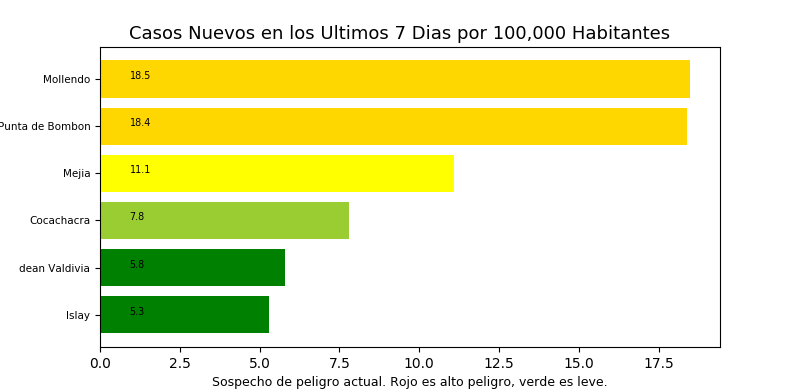 Casos Nuevos en los Ultimos 7 Dias por 100,000 Habitantes
Mollendo 18.5
Punta de Bombon 18.4
Mejia 11.1
Cocachacra 7.8
dean Valdivia 5.8
Islay 5.3
0.0 2.5 5.0 7.5 10.0 12.5 15.0 17.5
Sospecho de peligro actual. Rojo es alto peligro, verde es leve.